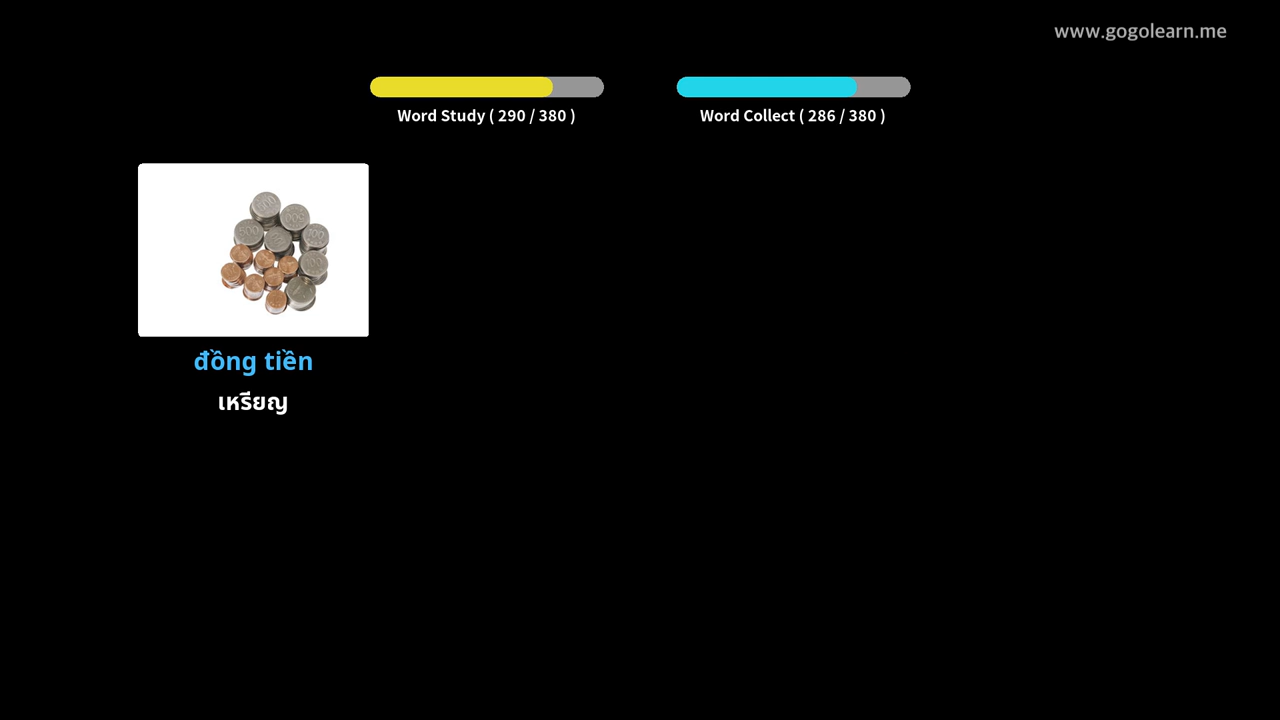 www.gogolearn.me
Word Study ( 290 / 380 )
Word Collect ( 286 / 380 )
đồng tiền
เหรียญ